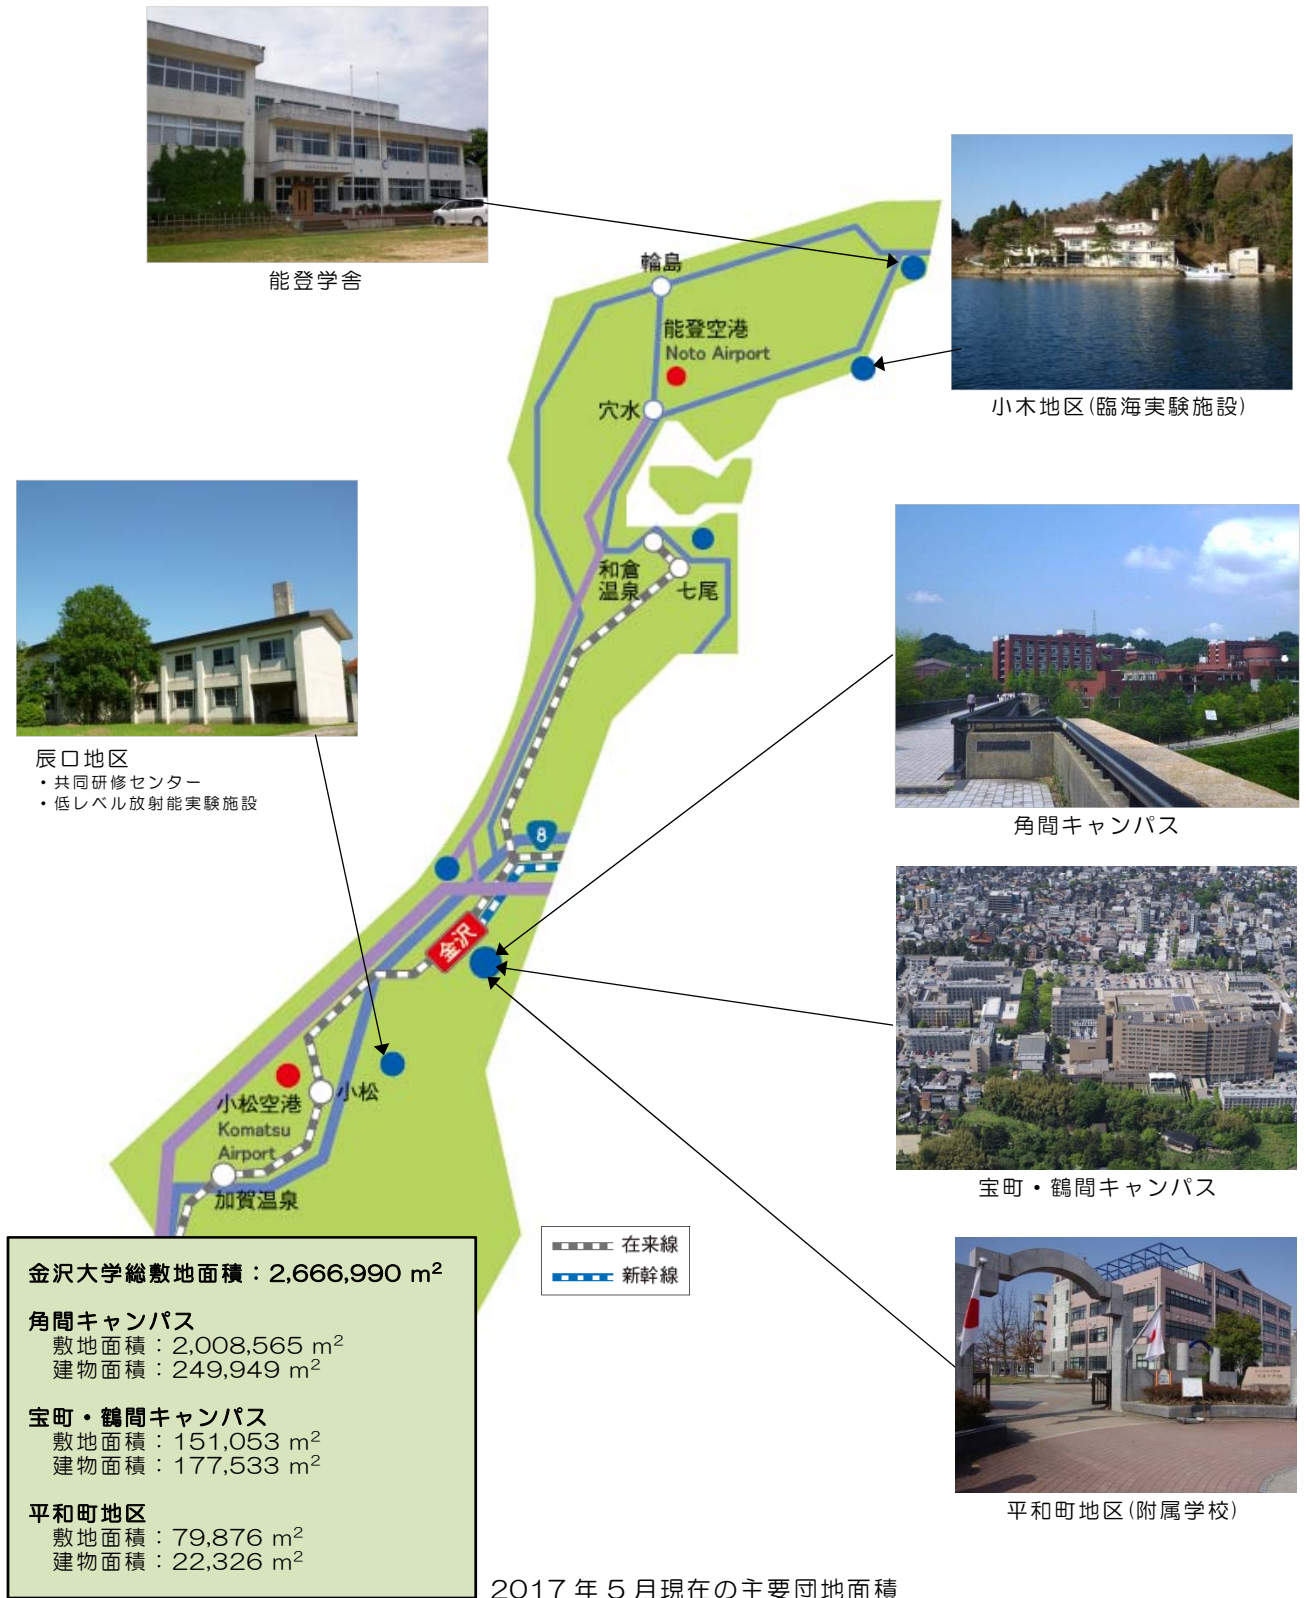 能登学舎
輪島
能登空港
Noto Airport
穴水
小木地区(臨海実験施設)
和倉
温泉
七尾
辰口地区
・共同研修センター
・低レベル放射能実験施設
角間キャンパス
8
金沢
小松空港
Komatsu
Airport
小松
加賀温泉
宝町・鶴間キャンパス
在来線
新幹線
金沢大学総敷地面積：2,666,990 m²
角間キャンパス
敷地面積：2,008,565 m²
建物面積：249,949 m²
宝町・鶴間キャンパス
敷地面積：151,053 m²
建物面積：177,533 m²
平和町地区
敷地面積：79,876 m²
建物面積：22,326 m²
平和町地区(附属学校)
2017 年 5 月現在の主要団地面積